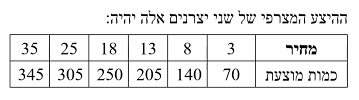 ההיצע המצרפי של שני יצרנים אלה יהיה:
מחיר 3 8 13 18 25 35
כמות מוצעת 70 140 205 250 305 345